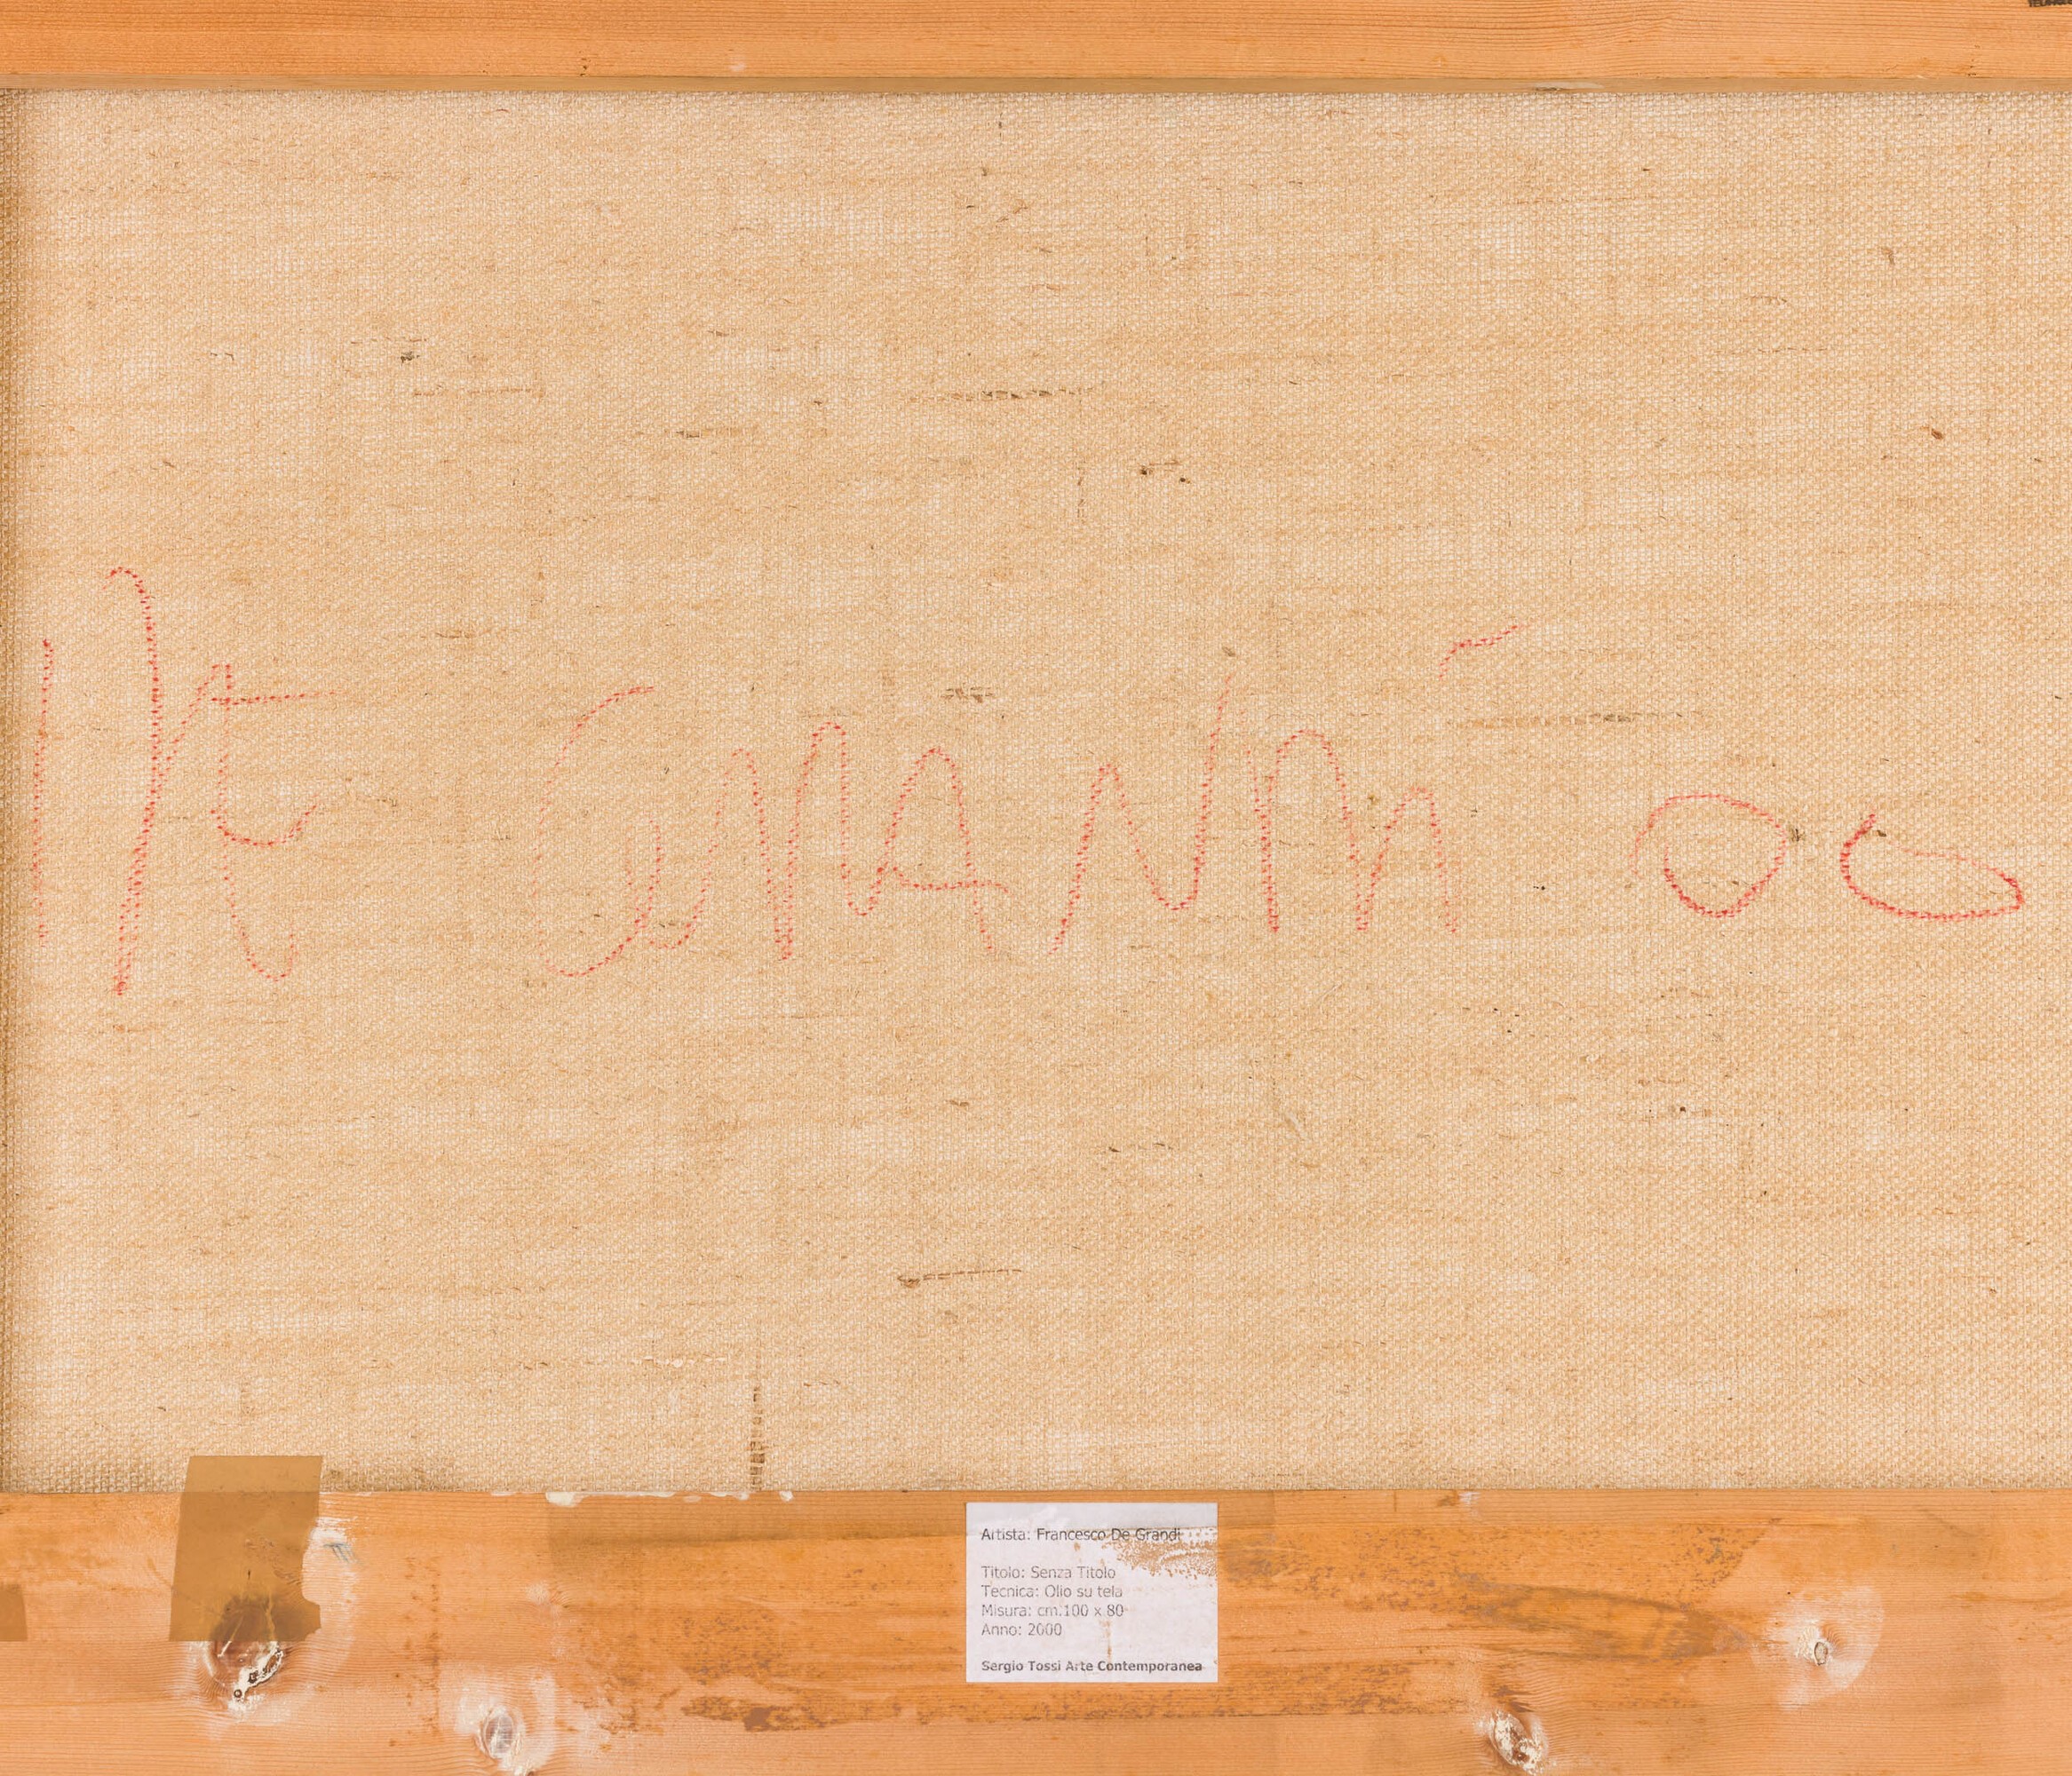 De GRANDI 00
Artista: Francesco De Grandi
Titolo: Senza Titolo
Tecnica: Olio su tela
Misura: cm.100 x 80
Anno: 2000
Sergio Tossi Arte Contemporanea